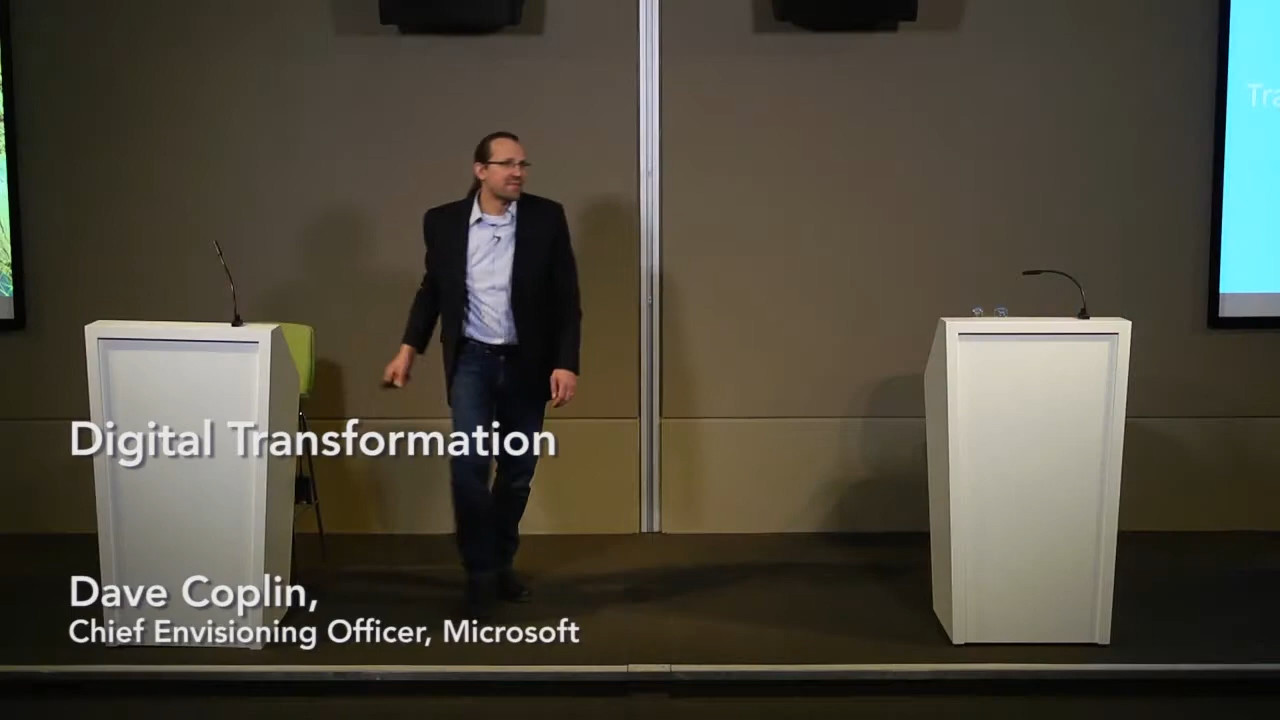 Digital Transformation
Dave Coplin,
Chief Envisioning Officer, Microsoft